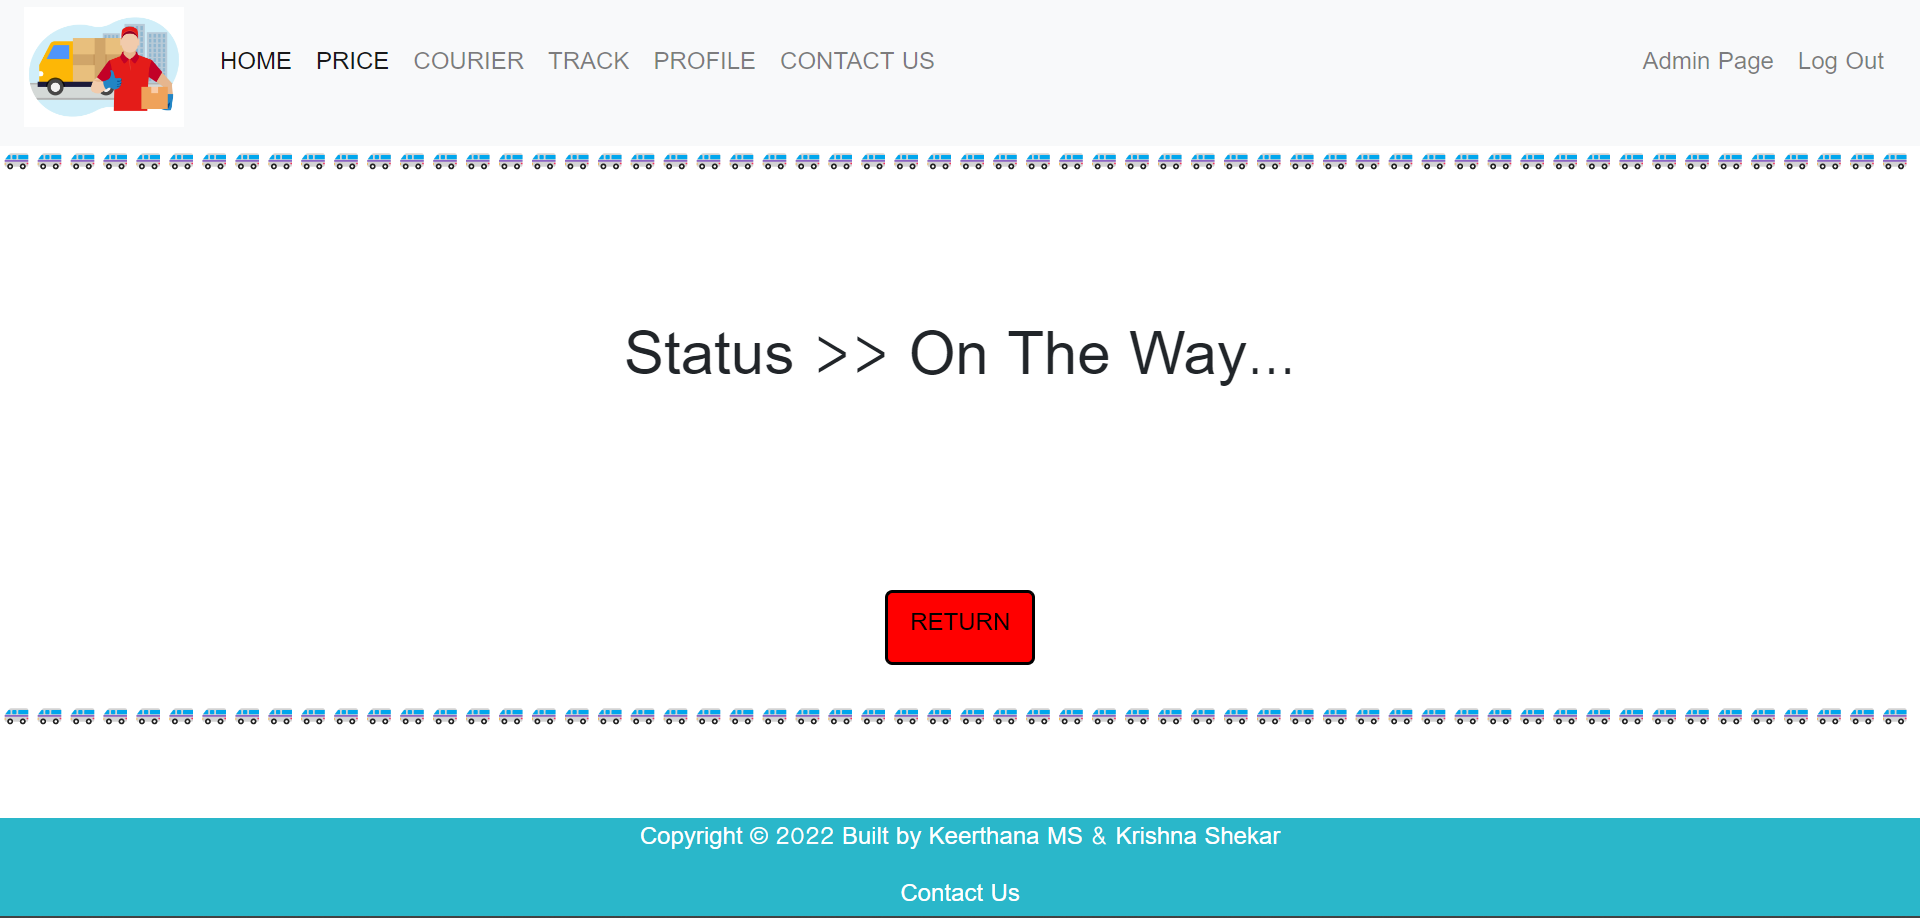 HOME PRICE COURIER TRACK PROFILE CONTACT US Admin Page Log Out
Status >> On The Way...
RETURN
Copyright © 2022 Built by Keerthana MS & Krishna Shekar
Contact Us